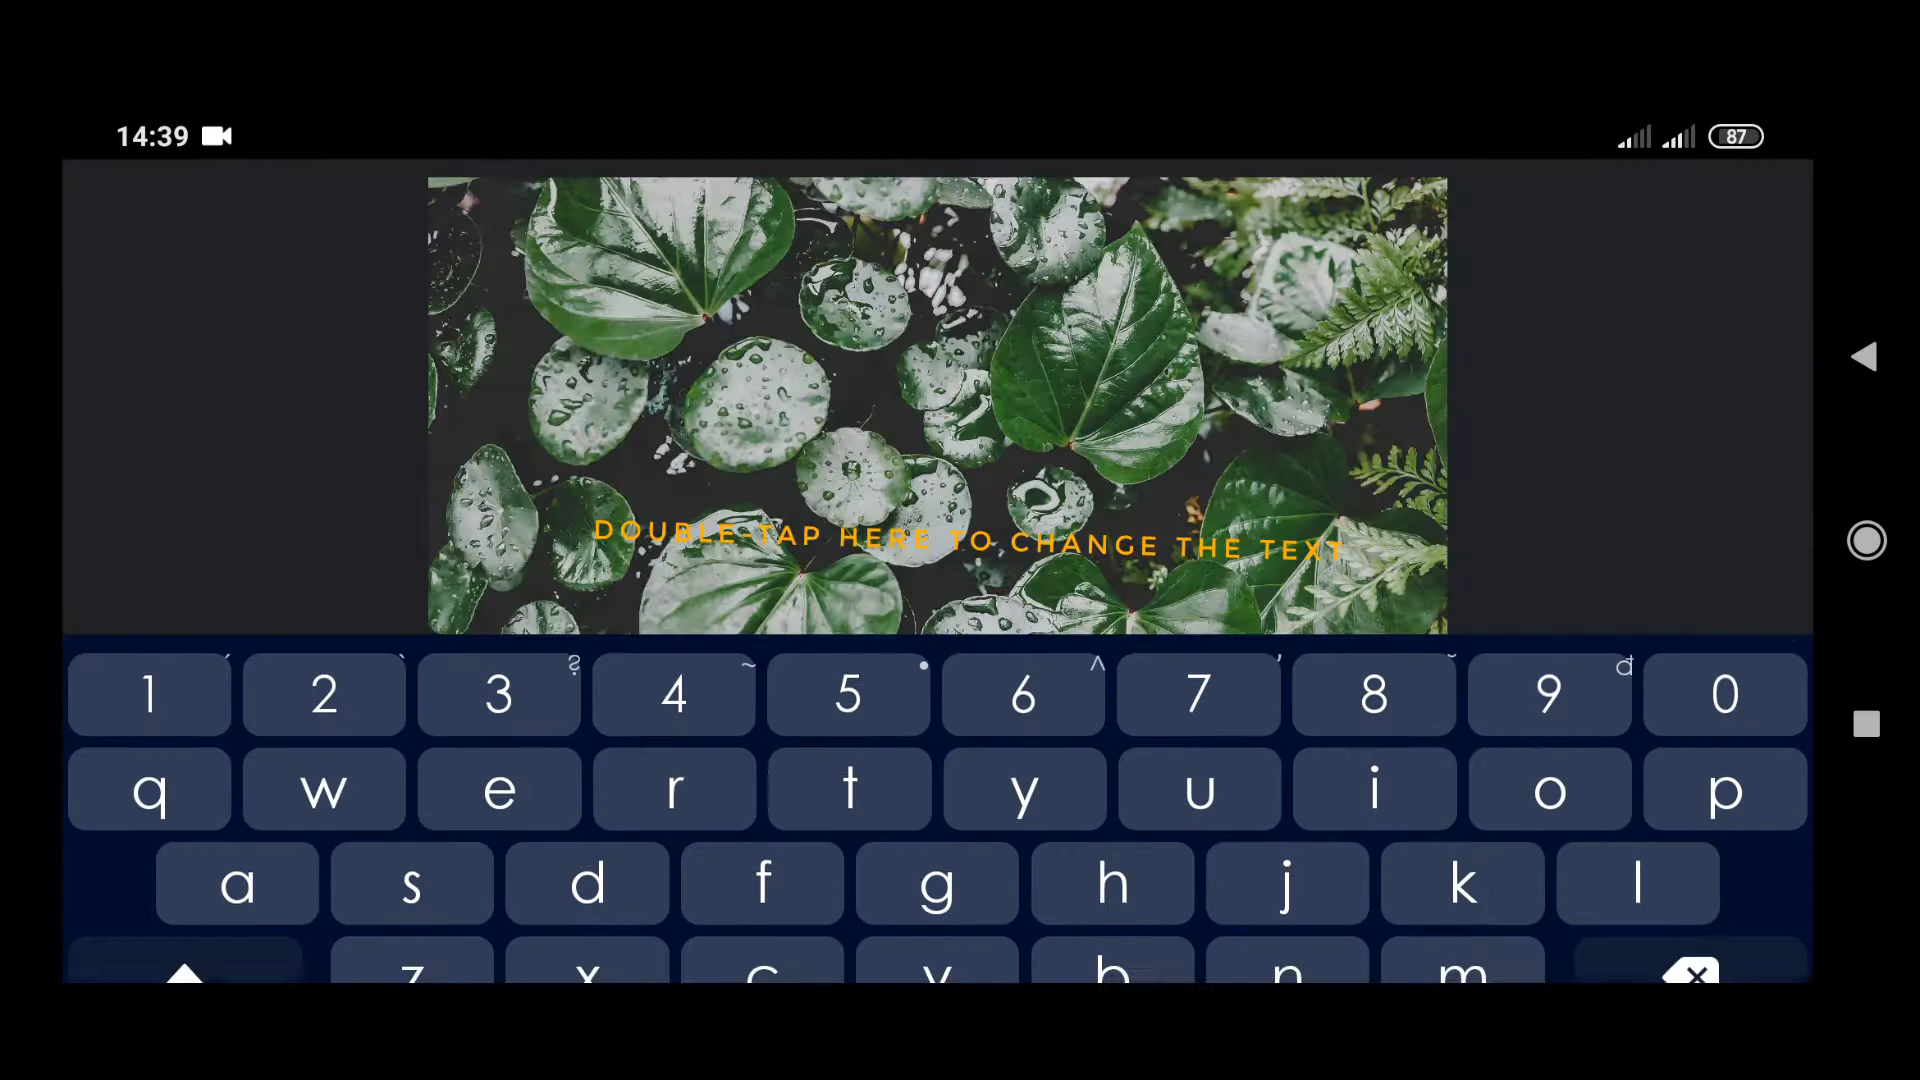 14:39
87
DOUBLE-TAP HERE TO CHANGE THE TEXT
1 2 3 4 5 6 7 8 9 0
q w e r t y u i o p
a s d f g h j k l
z x c v b n m